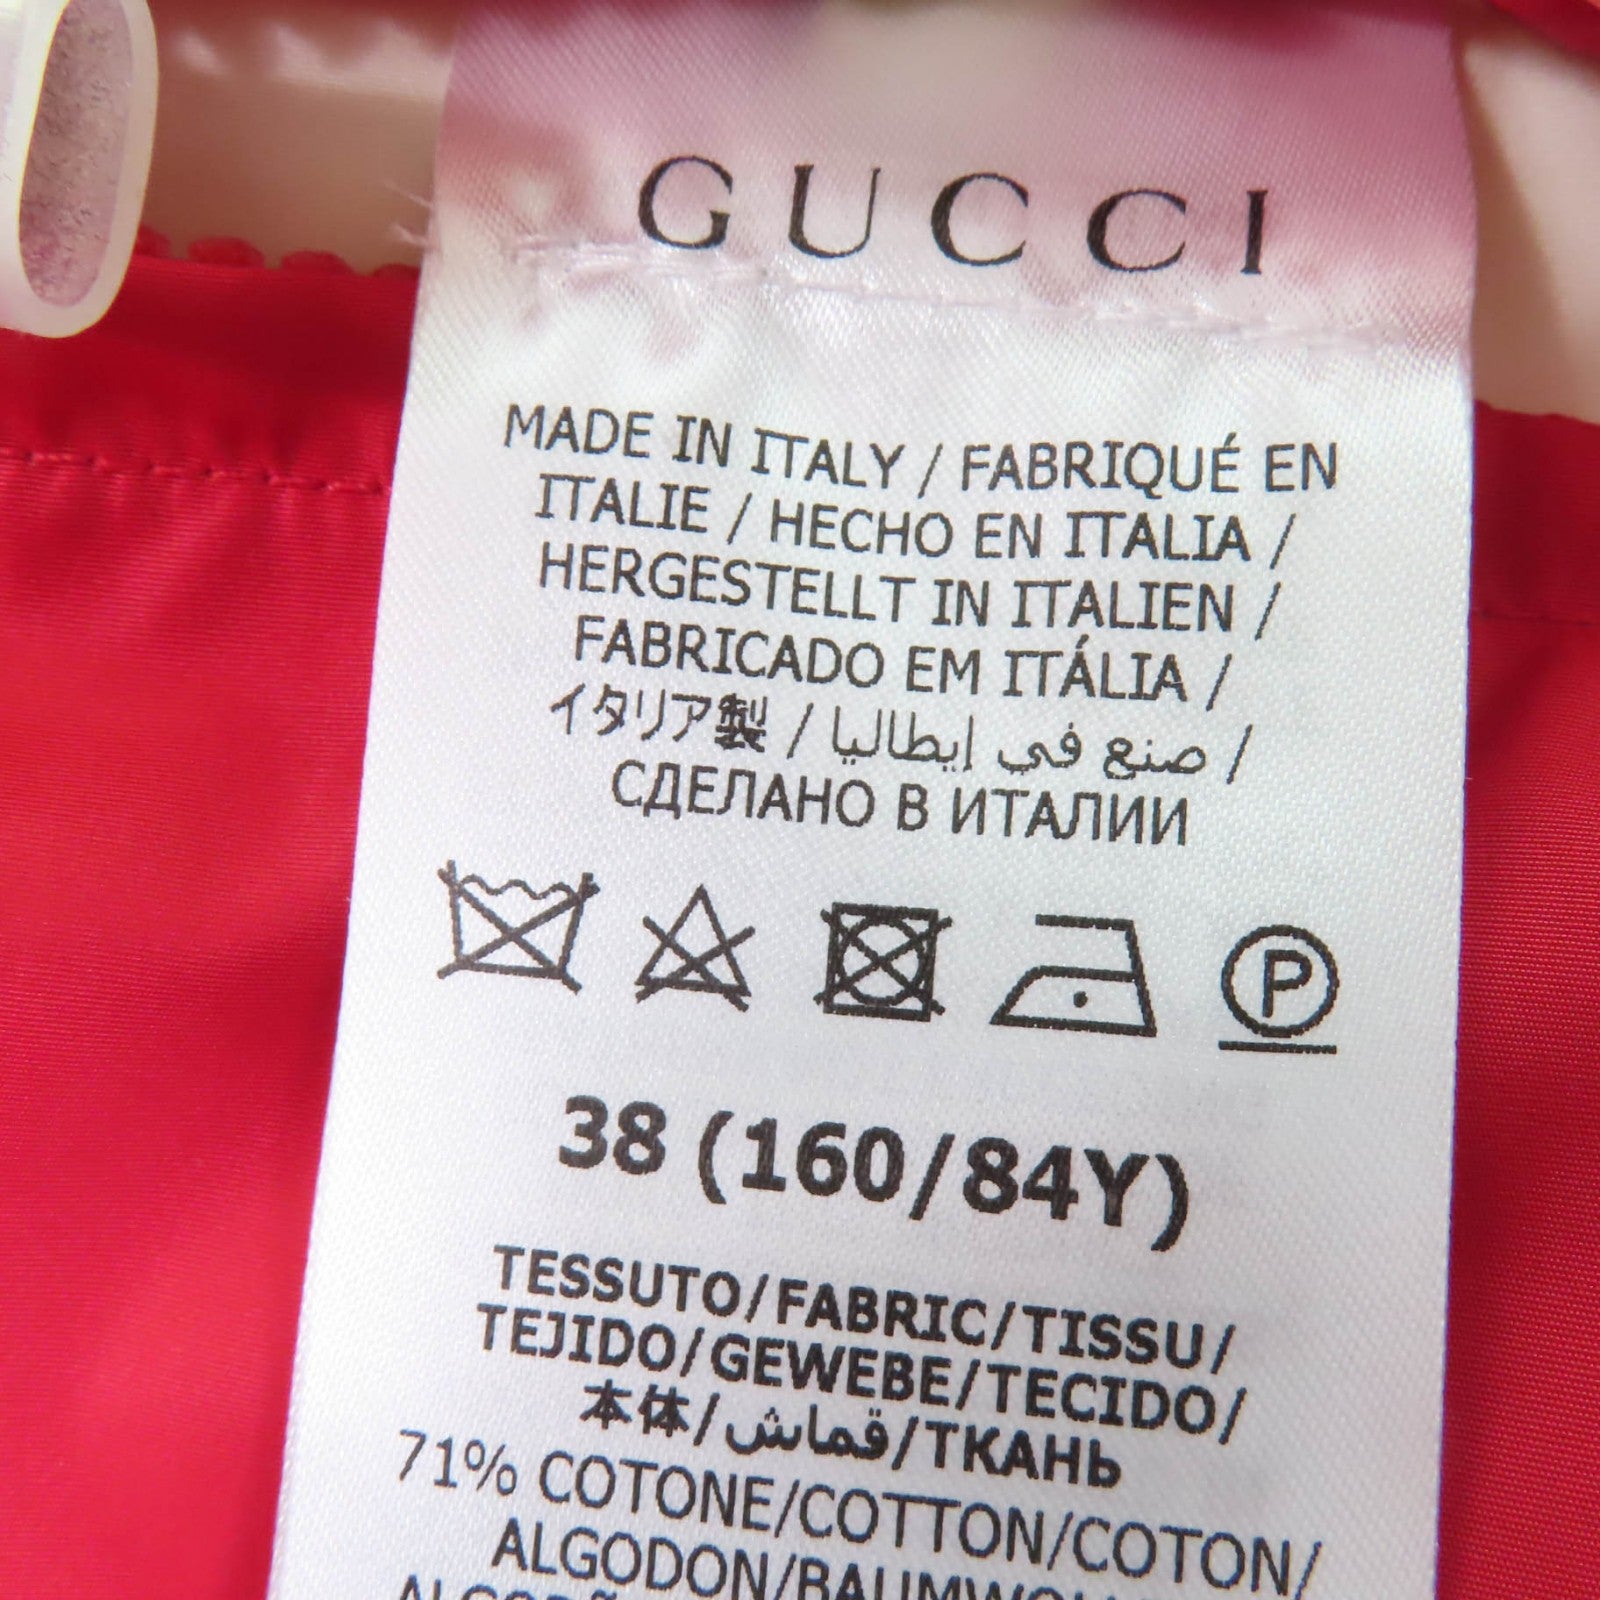 GUCCI
MADE IN ITALY / FABRIQUÉ EN
ITALIE / HECHO EN ITALIA /
HERGESTELLT IN ITALIEN /
FABRICADO EM ITÁLIA /
イタリア製 / صنع في إيطاليا /
СДЕЛАНО В ИТАЛИИ
P
38 (160/84Y)
TESSUTO/FABRIC/TISSU/
TEJIDO/GEWEBE/TECIDO/
本体/قماش/ТКАНЬ
71% COTONE/COTTON/COTON/
ALGODON/